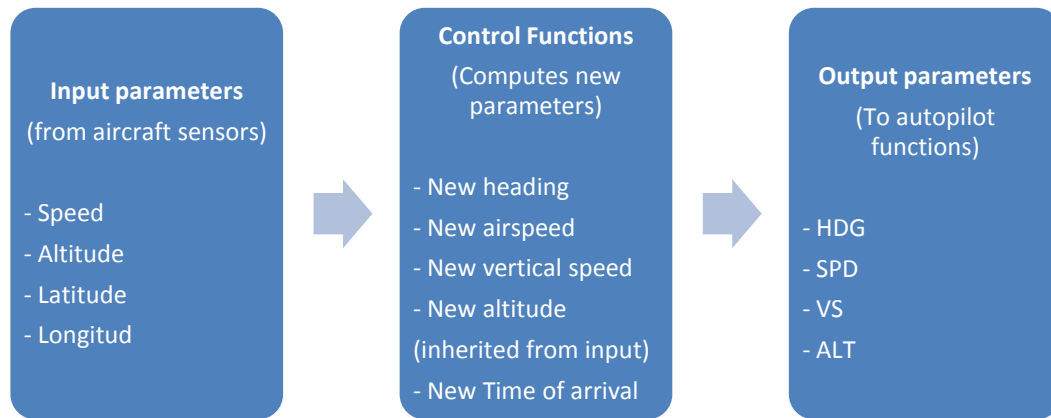 Input parameters
(from aircraft sensors)
- Speed
- Altitude
- Latitude
- Longitud
Control Functions
(Computes new
parameters)
- New heading
- New airspeed
- New vertical speed
- New altitude
(inherited from input)
- New Time of arrival
Output parameters
(To autopilot
functions)
- HDG
- SPD
- VS
- ALT